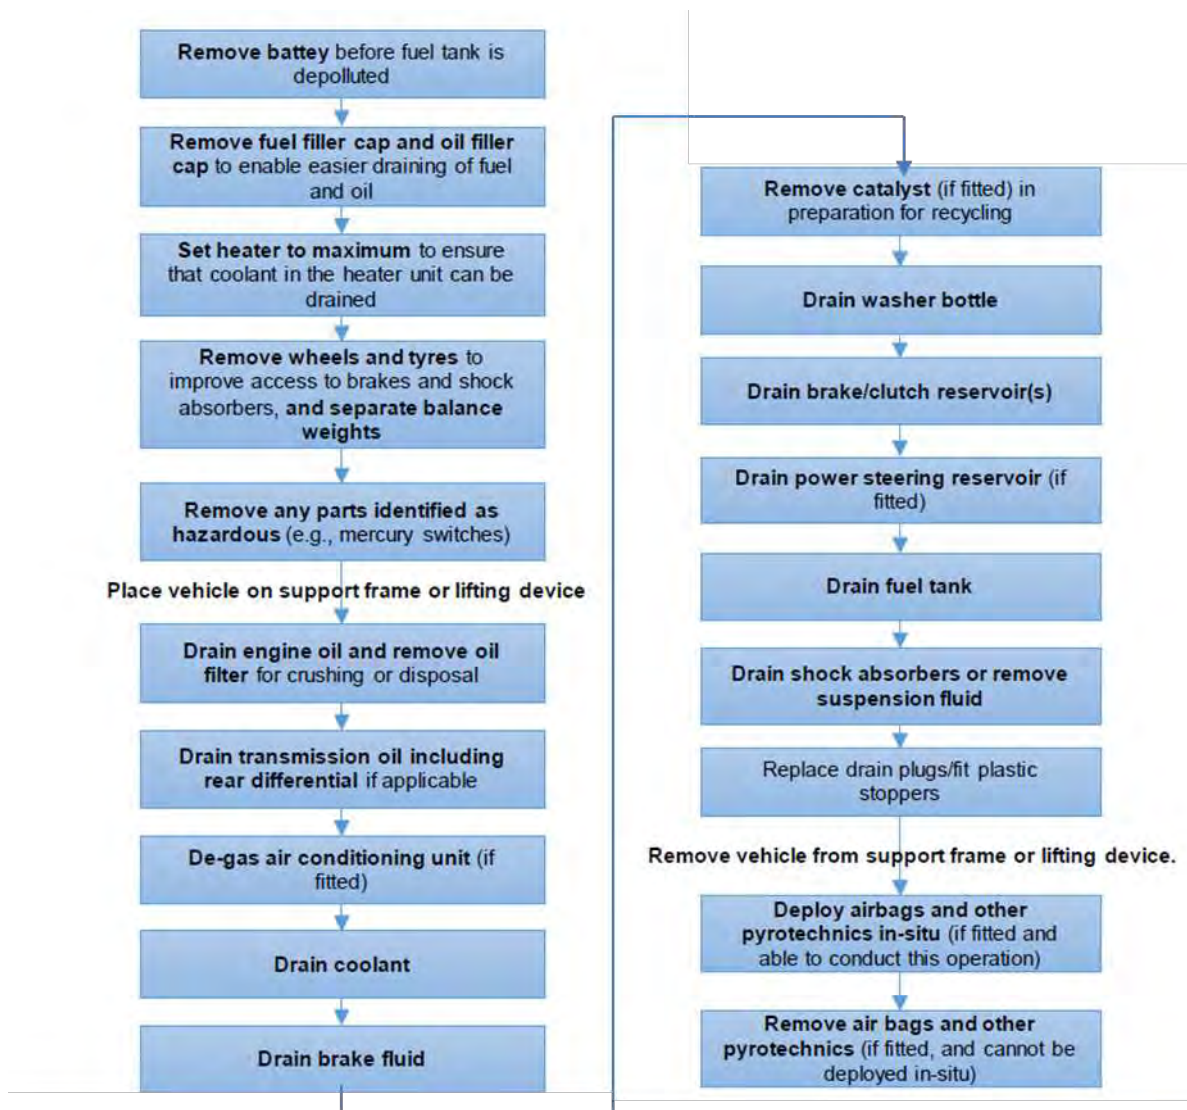 Remove battey before fuel tank is
depolluted
Remove fuel filler cap and oil filler
cap to enable easier draining of fuel
and oil
Set heater to maximum to ensure
that coolant in the heater unit can be
drained
Remove wheels and tyres to
improve access to brakes and shock
absorbers, and separate balance
weights
Remove any parts identified as
hazardous (e.g., mercury switches)
Place vehicle on support frame or lifting device
Drain engine oil and remove oil
filter for crushing or disposal
Drain transmission oil including
rear differential if applicable
De-gas air conditioning unit (if
fitted)
Drain coolant
Drain brake fluid
Remove catalyst (if fitted) in
preparation for recycling
Drain washer bottle
Drain brake/clutch reservoir(s)
Drain power steering reservoir (if
fitted)
Drain fuel tank
Drain shock absorbers or remove
suspension fluid
Replace drain plugs/fit plastic
stoppers
Remove vehicle from support frame or lifting device.
Deploy airbags and other
pyrotechnics in-situ (if fitted and
able to conduct this operation)
Remove air bags and other
pyrotechnics (if fitted, and cannot be
deployed in-situ)